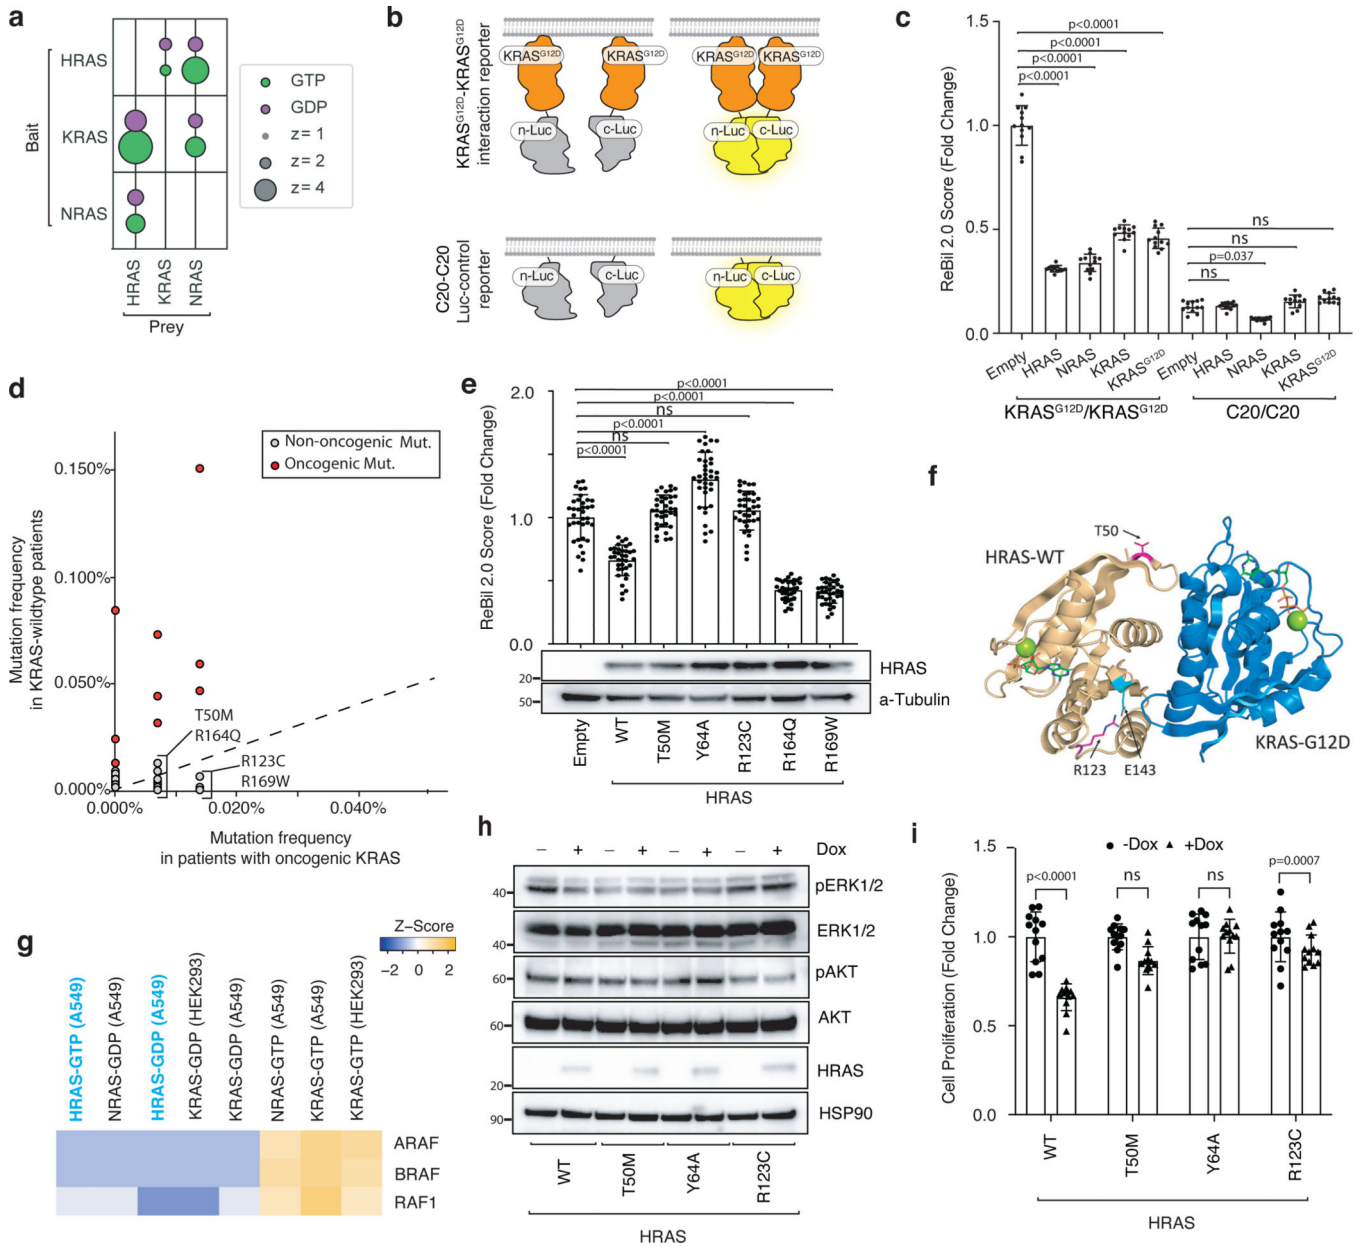 a
HRAS
KRAS
NRAS
Bait
HRAS
KRAS
NRAS
Prey
GTP
GDP
z= 1
z= 2
z= 4
b
KRASG12D-KRASG12D
interaction reporter
KRASG12D
KRASG12D
KRASG12D
KRASG12D
n-Luc
c-Luc
n-Luc
c-Luc
C20-C20
Luc-control
reporter
n-Luc
c-Luc
n-Luc
c-Luc
c
ReBil 2.0 Score (Fold Change)
1.5
1.0
0.5
0.0
p<0.0001
p<0.0001
p<0.0001
p<0.0001
ns
ns
p=0.037
ns
Empty
HRAS
NRAS
KRAS
KRASG12D
Empty
HRAS
NRAS
KRAS
KRASG12D
KRASG12D/KRASG12D
C20/C20
d
Mutation frequency
in KRAS-wildtype patients
0.150%
0.100%
0.050%
0.000%
Non-oncogenic Mut.
Oncogenic Mut.
T50M
R164Q
R123C
R169W
0.000%
0.020%
0.040%
Mutation frequency
in patients with oncogenic KRAS
e
ReBil 2.0 Score (Fold Change)
2.0
1.0
0.0
p<0.0001
p<0.0001
ns
p<0.0001
ns
p<0.0001
20
HRAS
50
a-Tubulin
Empty
WT
T50M
Y64A
R123C
R164Q
R169W
HRAS
f
T50
HRAS-WT
KRAS-G12D
R123
E143
g
Z-Score
-2
0
2
HRAS-GTP (A549)
NRAS-GDP (A549)
HRAS-GDP (A549)
KRAS-GDP (HEK293)
KRAS-GDP (A549)
NRAS-GTP (A549)
KRAS-GTP (A549)
KRAS-GTP (HEK293)
ARAF
BRAF
RAF1
h
– + – + – + – + Dox
40
pERK1/2
40
ERK1/2
60
pAKT
60
AKT
20
HRAS
90
HSP90
WT
T50M
Y64A
R123C
HRAS
i
-Dox +Dox
Cell Proliferation (Fold Change)
1.5
1.0
0.5
0.0
p<0.0001
ns
ns
p=0.0007
WT
T50M
Y64A
R123C
HRAS